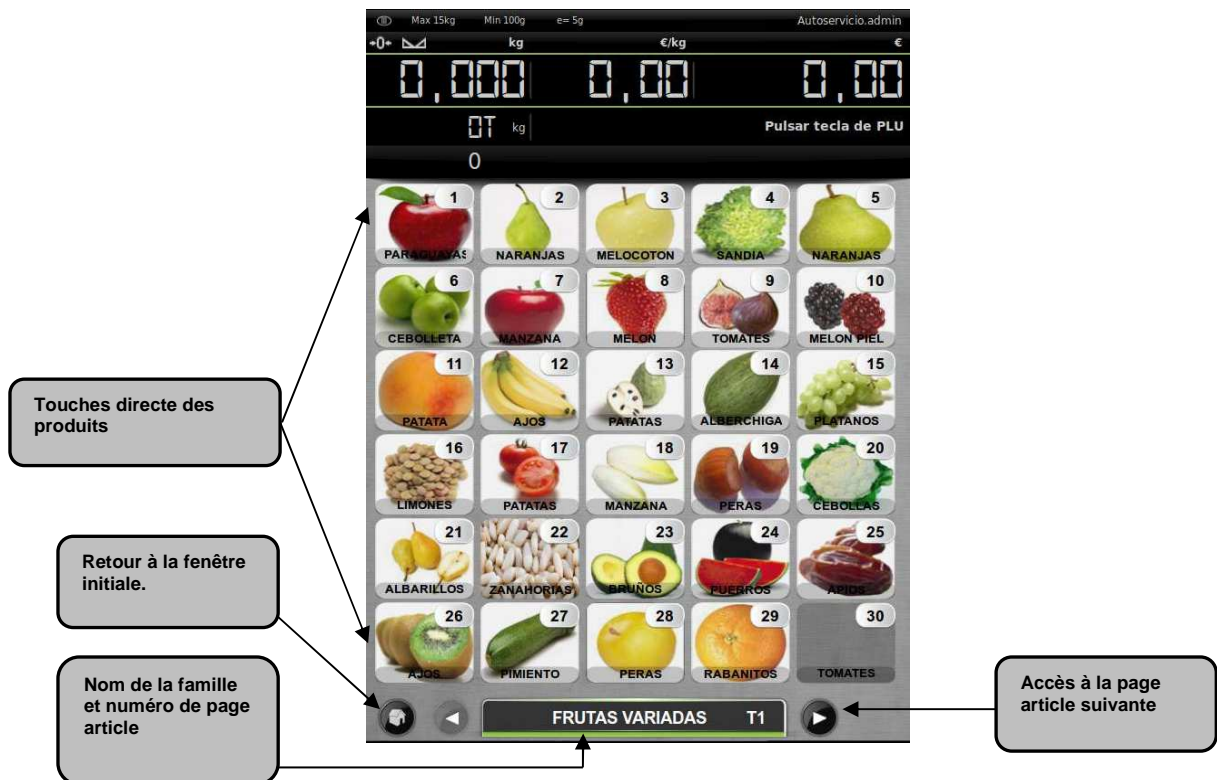 Max 15kg Min 100g e= 5g Autoservicio.admin
→0← kg €/kg €
0,000 0,00 0,00
0T kg Pulsar tecla de PLU
0
1 2 3 4 5
PARAGUAYAS NARANJAS MELOCOTON SANDIA NARANJAS
6 7 8 9 10
CEBOLLETA MANZANA MELON TOMATES MELON PIEL
11 12 13 14 15
PATATA AJOS PATATAS ALBERCHIGA PLATANOS
16 17 18 19 20
LIMONES PATATAS MANZANA PERAS CEBOLLAS
21 22 23 24 25
ALBARILLOS ZANAHORIAS BRUÑOS PUERROS APIOS
26 27 28 29 30
AJOS PIMIENTO PERAS RABANITOS TOMATES
FRUTAS VARIADAS T1
Touches directe des
produits
Retour à la fenêtre
initiale.
Nom de la famille
et numéro de page
article
Accès à la page
article suivante